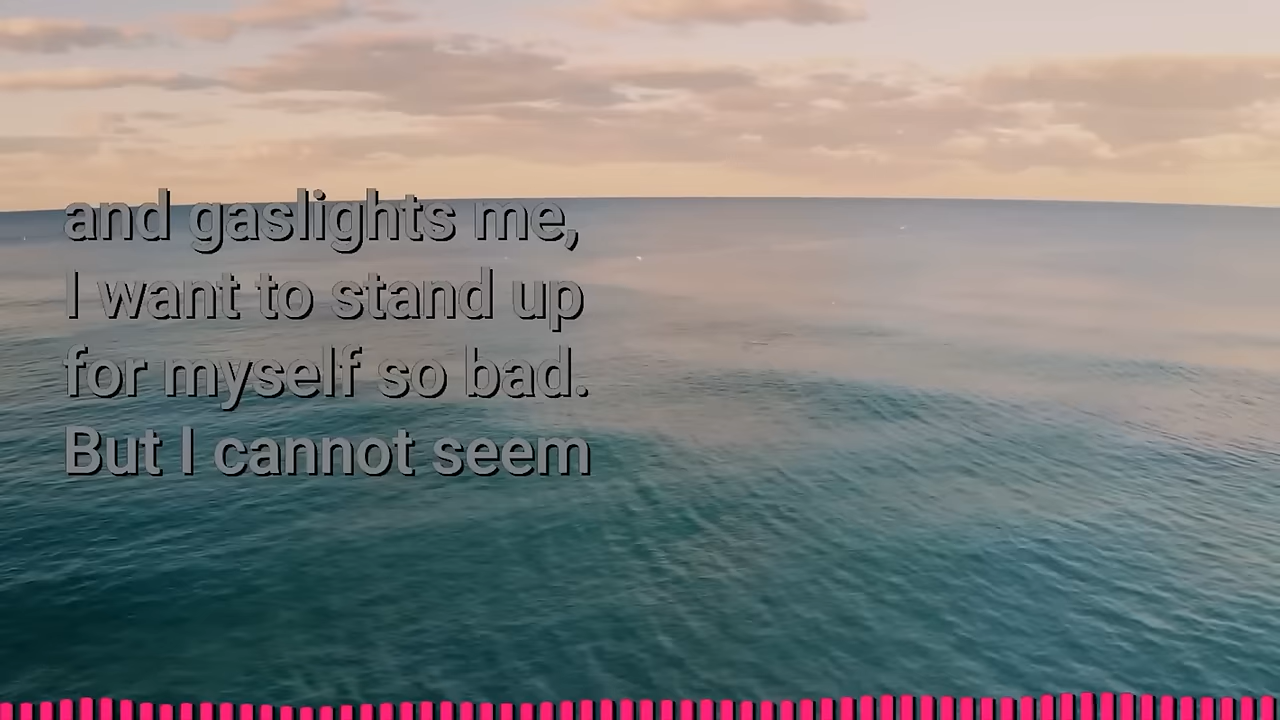 and gaslights me,
I want to stand up
for myself so bad.
But I cannot seem